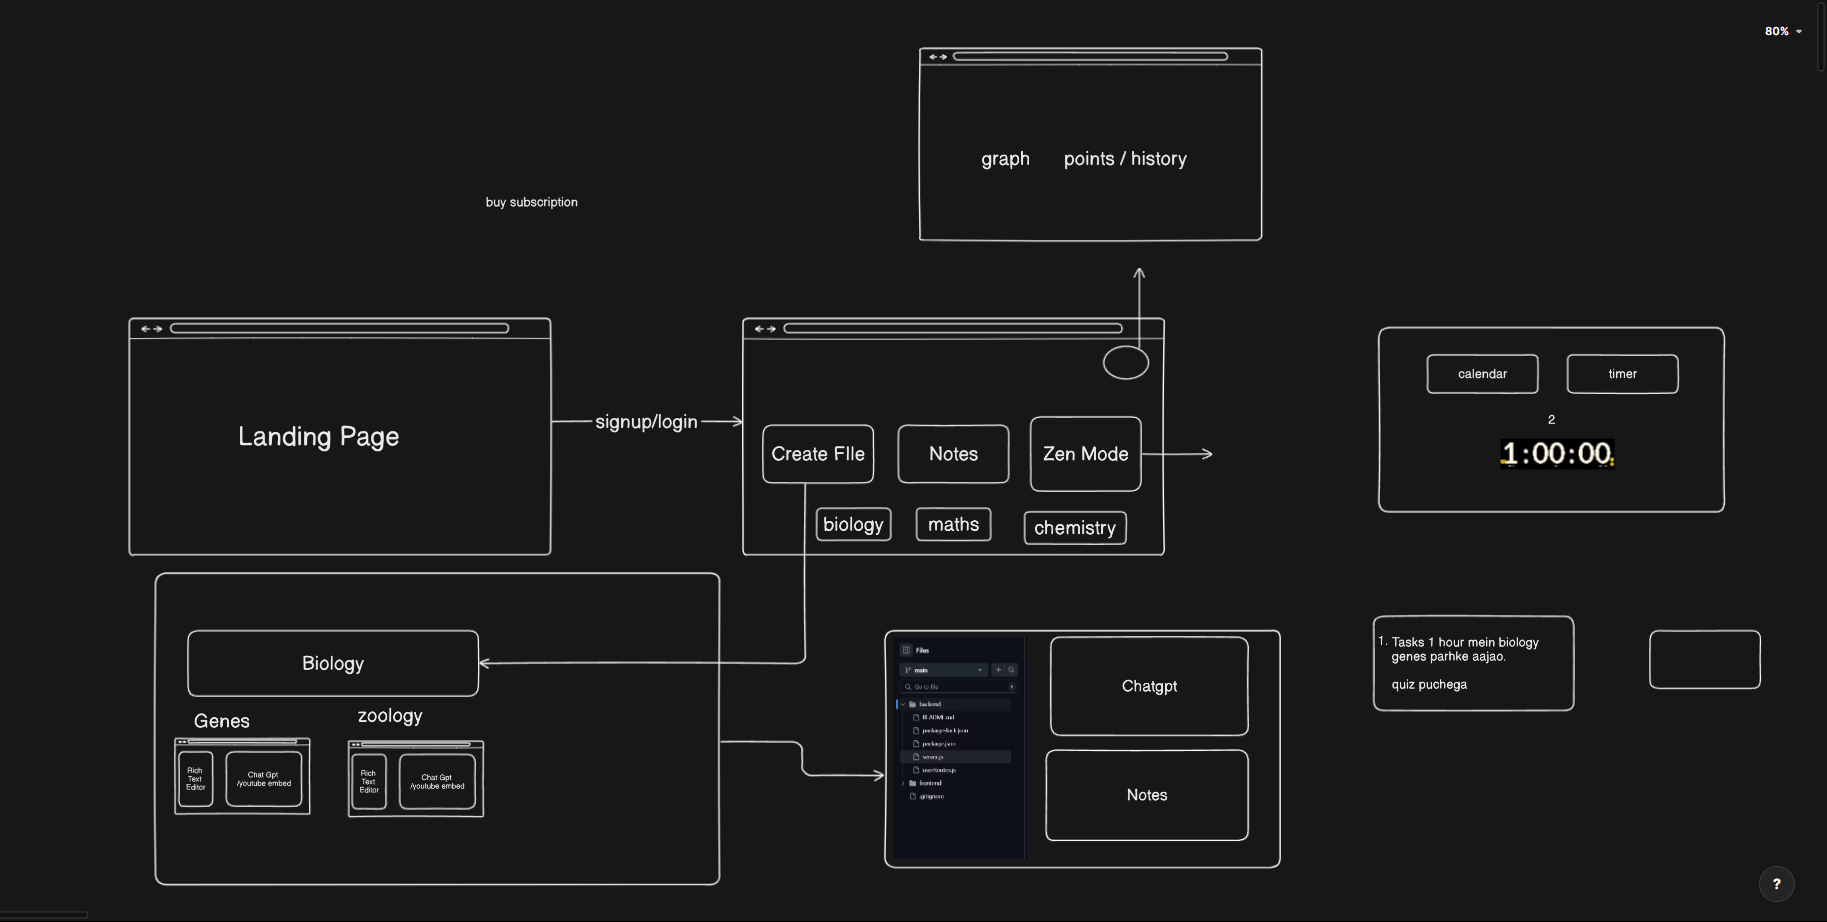 80%
graph points / history
buy subscription
Landing Page
signup/login
Create FIle
Notes
Zen Mode
biology
maths
chemistry
calendar
timer
2
1:00:00
Biology
Genes
zoology
Rich
Text
Editor
Chat Gpt
/youtube embed
Rich
Text
Editor
Chat Gpt
/youtube embed
Files
main
Go to file
backend
README.md
package-lock.json
package.json
server.js
userRoutes.js
frontend
.gitignore
Chatgpt
Notes
1. Tasks 1 hour mein biology
genes parhke aajao.
quiz puchega
?